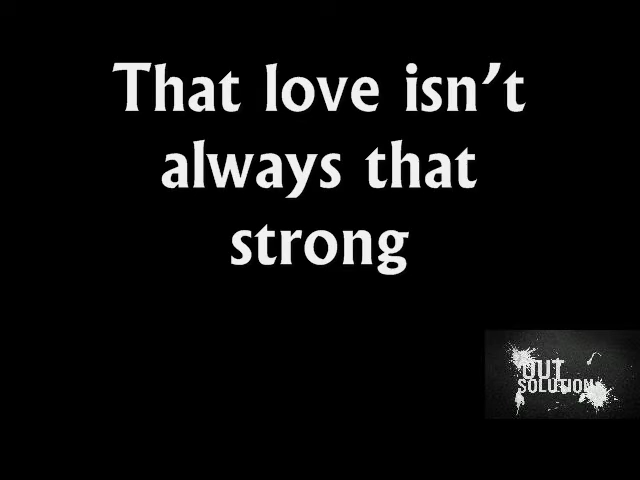 That love isn't
always that
strong
OUT
SOLUTION